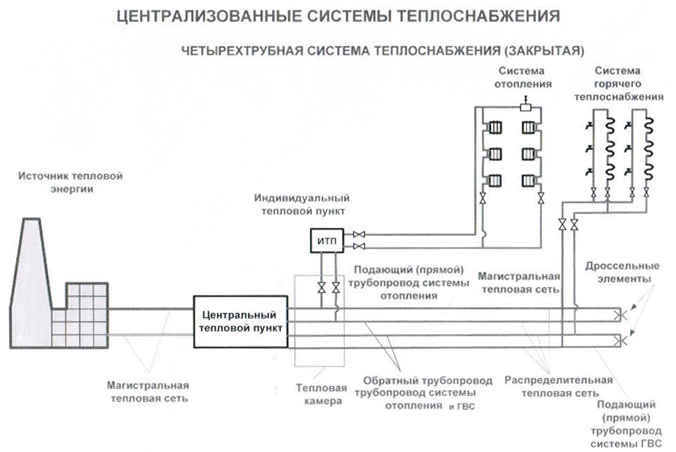 ЦЕНТРАЛИЗОВАННЫЕ СИСТЕМЫ ТЕПЛОСНАБЖЕНИЯ
ЧЕТЫРЕХТРУБНАЯ СИСТЕМА ТЕПЛОСНАБЖЕНИЯ (ЗАКРЫТАЯ)
Система
отопления
Система
горячего
теплоснабжения
Источник тепловой
энергии
Индивидуальный
тепловой пункт
ИТП
Подающий (прямой)
трубопровод системы
отопления
Магистральная
тепловая сеть
Дроссельные
элементы
Центральный
тепловой пункт
Магистральная
тепловая сеть
Тепловая
камера
Обратный трубопровод
трубопровод системы
отопления и ГВС
Распределительная
тепловая сеть
Подающий
(прямой)
трубопровод
системы ГВС